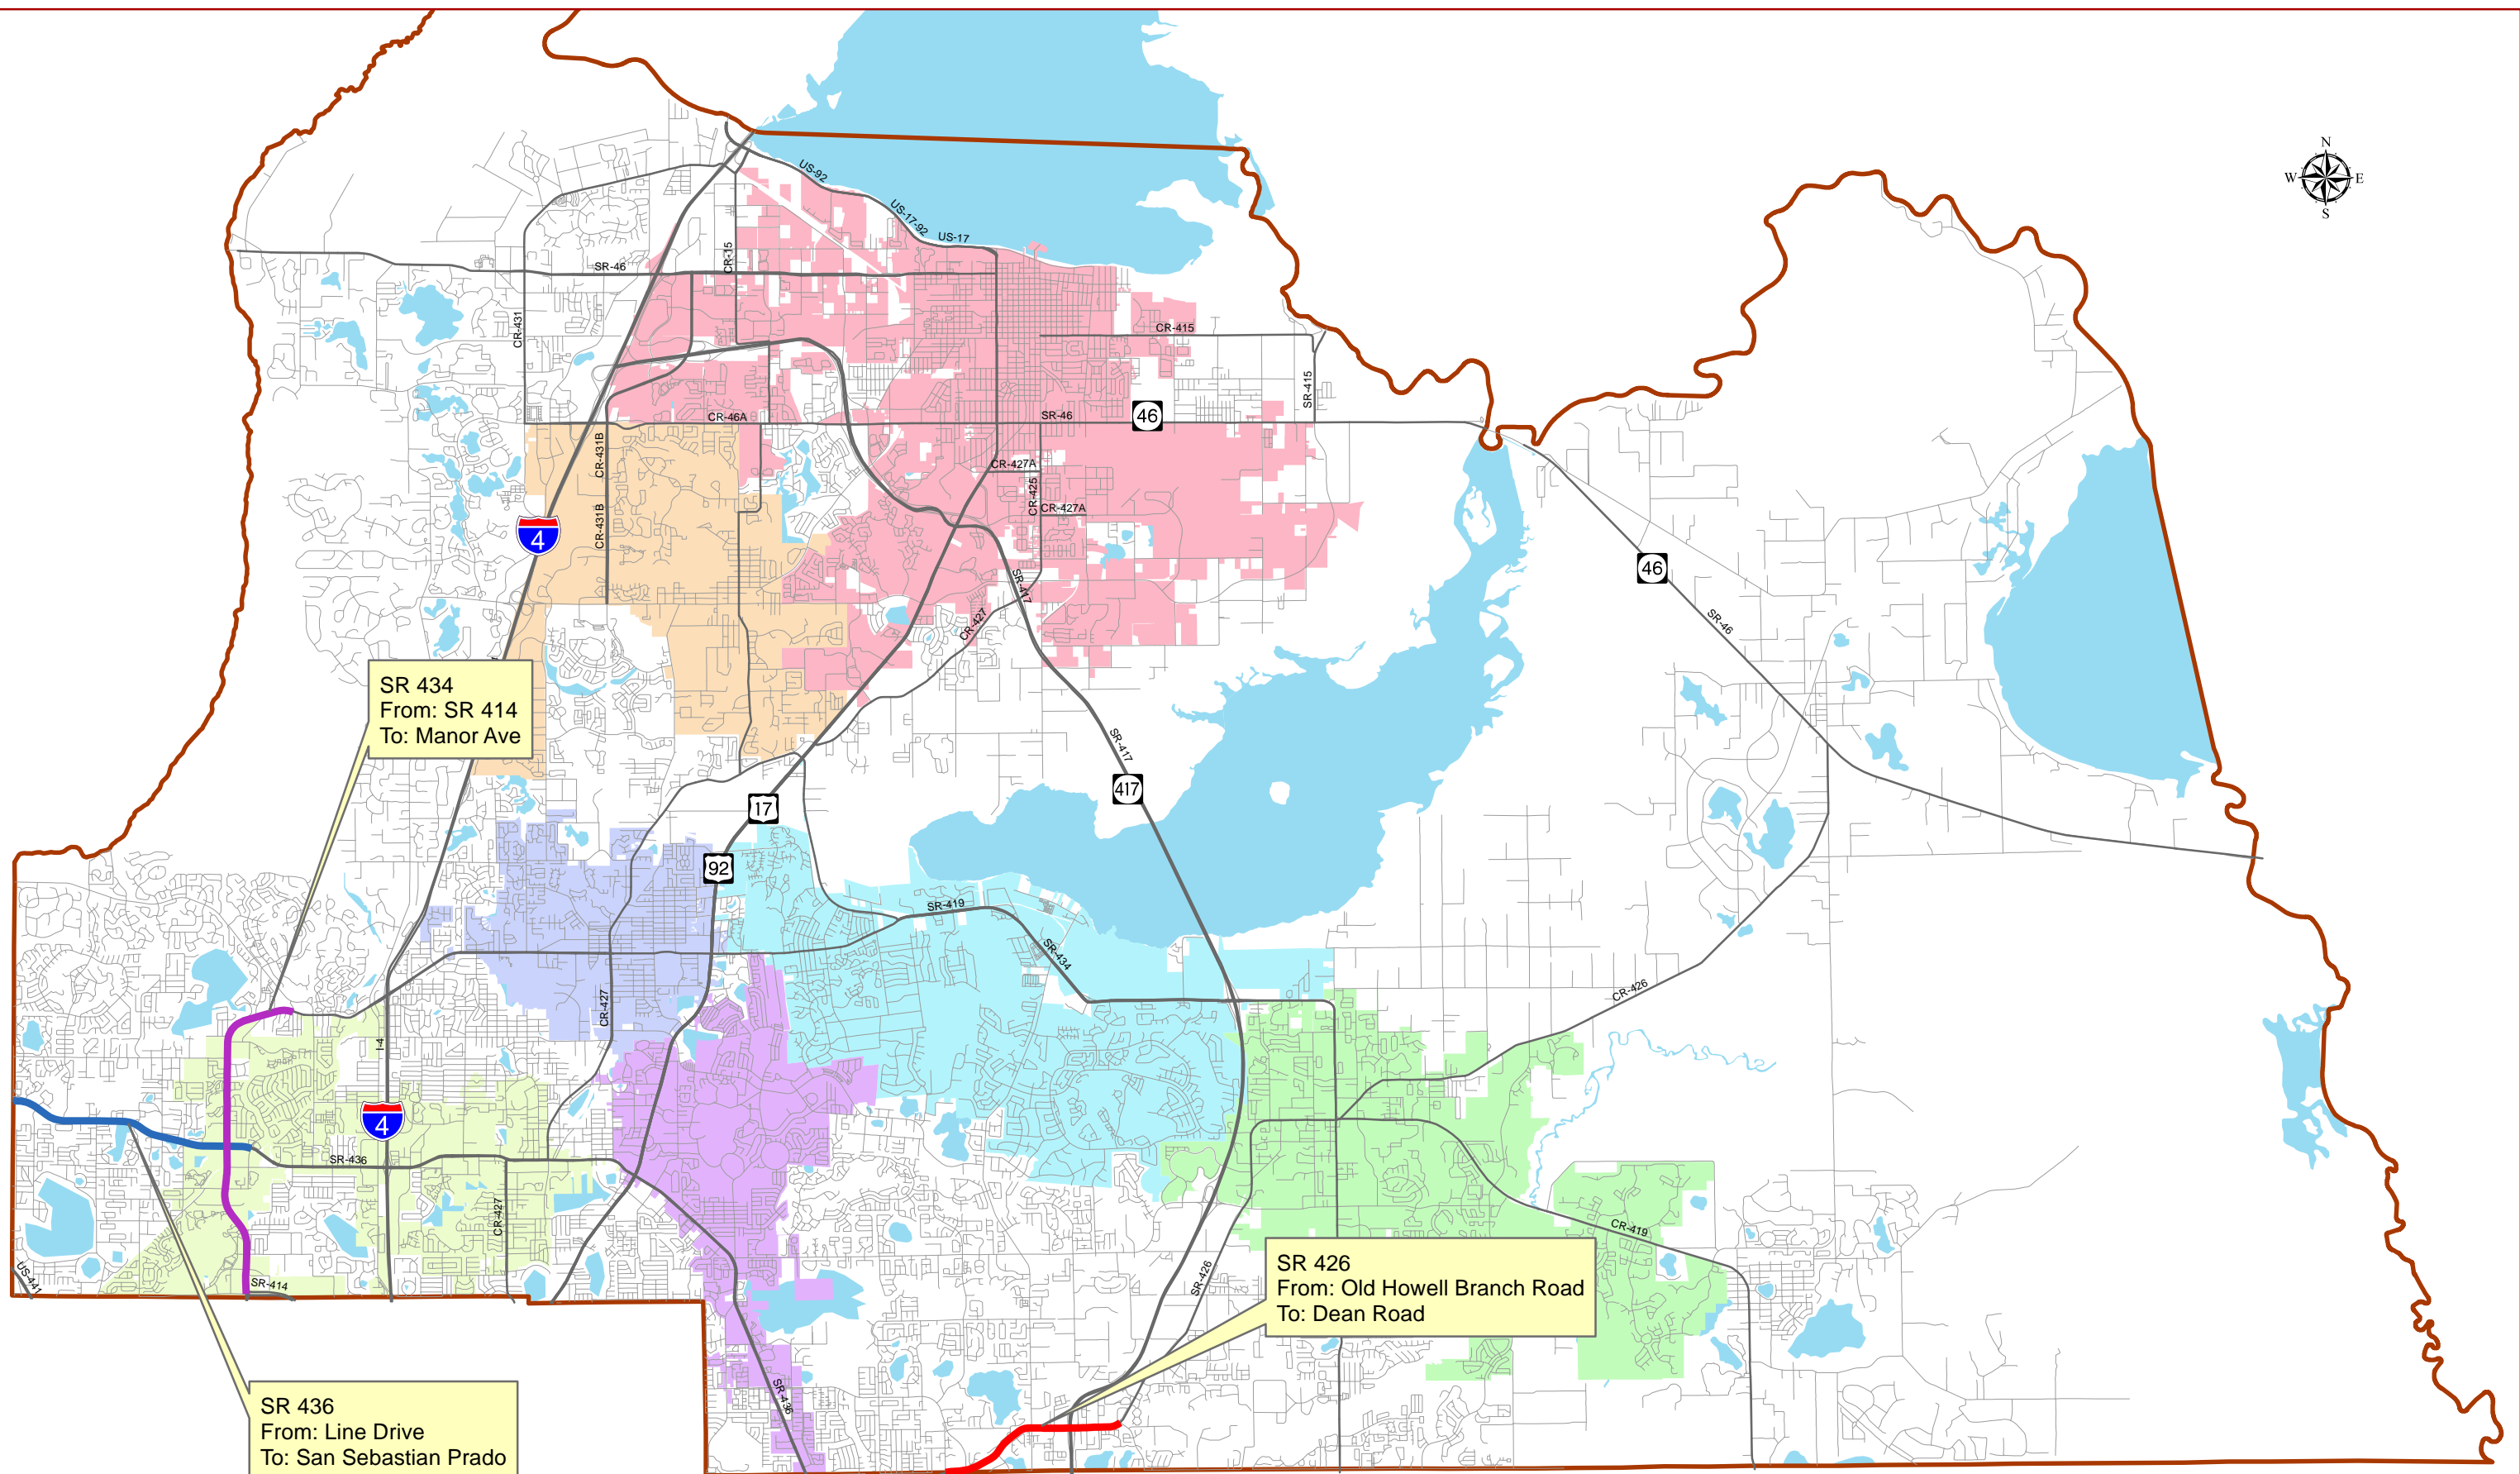 N
W
E
S
US-92
US-17-92
US-17
CR-15
SR-46
CR-431
CR-415
SR-415
CR-46A
SR-46
46
CR-431B
CR-427A
CR-425
CR-427A
CR-431B
4
46
SR-417
CR-427
SR-46
SR 434
From: SR 414
To: Manor Ave
SR-417
417
17
92
SR-419
SR-434
CR-426
CR-427
I-4
4
SR-436
CR-427
CR-419
US-441
SR-414
SR-426
SR 426
From: Old Howell Branch Road
To: Dean Road
SR-436
SR 436
From: Line Drive
To: San Sebastian Prado